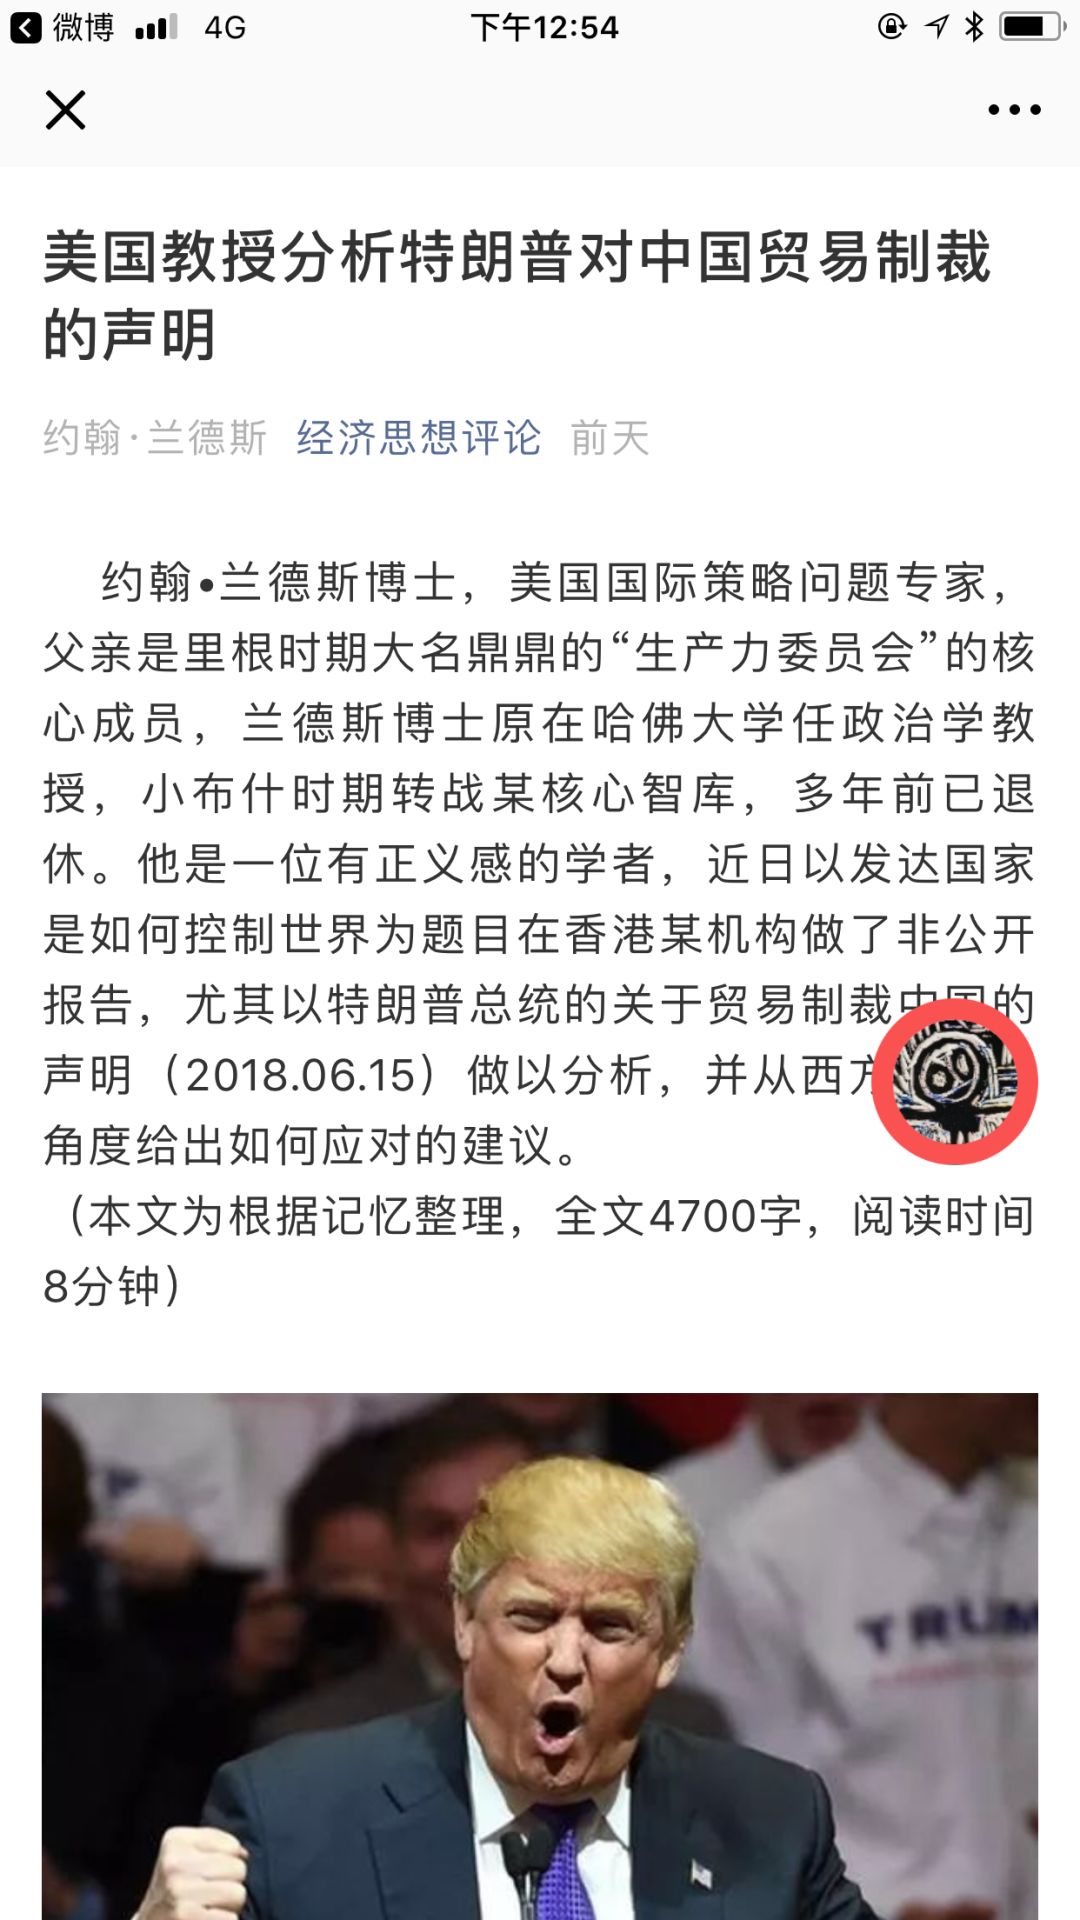 微博 4G 下午12:54
美国教授分析特朗普对中国贸易制裁
的声明
约翰·兰德斯 经济思想评论 前天
约翰•兰德斯博士，美国国际策略问题专家，
父亲是里根时期大名鼎鼎的“生产力委员会”的核
心成员，兰德斯博士原在哈佛大学任政治学教
授，小布什时期转战某核心智库，多年前已退
休。他是一位有正义感的学者，近日以发达国家
是如何控制世界为题目在香港某机构做了非公开
报告，尤其以特朗普总统的关于贸易制裁中国的
声明（2018.06.15）做以分析，并从西方
角度给出如何应对的建议。
（本文为根据记忆整理，全文4700字，阅读时间
8分钟）
TRUM